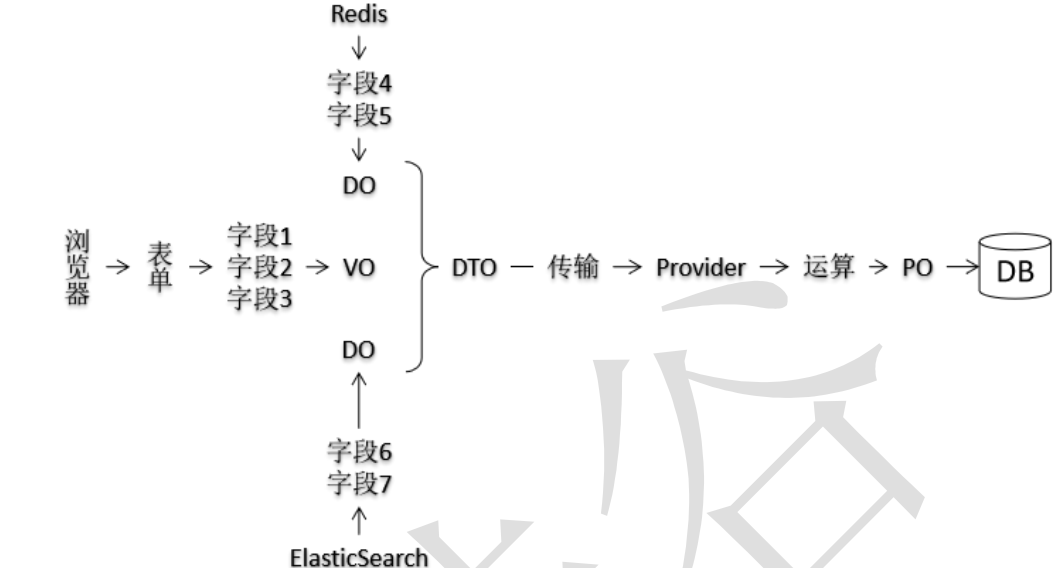 Redis
字段4
字段5
DO
浏览器
表单
字段1
字段2
字段3
VO
DTO
传输
Provider
运算
PO
DB
DO
字段6
字段7
ElasticSearch